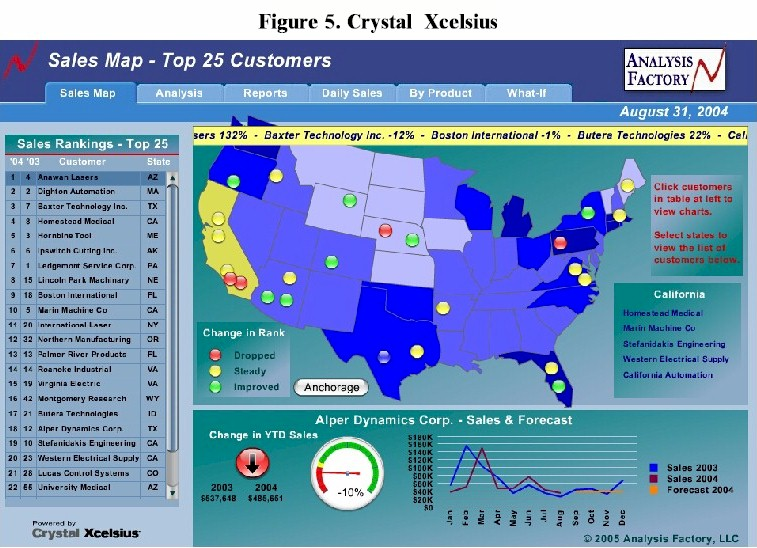 Figure 5. Crystal Xcelsius
Sales Map - Top 25 Customers
ANALYSIS
FACTORY
Sales Map
Analysis
Reports
Daily Sales
By Product
What-If
August 31, 2004
sers 132% - Baxter Technology Inc. -12% - Boston International -1% - Butera Technologies 22% - Cali
Sales Rankings - Top 25
'04 '03 Customer State
1 4 Anawan Lasers AZ
2 2 Dighton Automation MA
3 7 Baxter Technology Inc. TX
4 8 Homestead Medical CA
5 3 Hornbine Tool ME
6 6 Ipswitch Cutting Inc. AK
7 1 Ledgemont Service Corp. PA
8 15 Lincoln Park Machinary NE
9 18 Boston International FL
10 5 Marin Machine Co CA
11 20 International Laser NY
12 32 Northern Manufacturing OR
13 13 Palmer River Products FL
14 14 Roanoke Industrial VA
15 19 Virginia Electric VA
16 42 Montgomery Research WY
17 21 Butera Technologies ID
18 12 Alper Dynamics Corp. TX
19 10 Stefanidakis Engineering CA
20 23 Western Electrical Supply CA
21 28 Lucas Control Systems CO
22 55 University Medical AZ
Powered by
Crystal Xcelsius
Click customers
in table at left to
view charts.
Select states to
view the list of
customers below.
California
Homestead Medical
Marin Machine Co
Stefanidakis Engineering
Western Electrical Supply
California Automation
Change in Rank
Dropped
Steady
Improved
Anchorage
Alper Dynamics Corp. - Sales & Forecast
Change in YTD Sales
2003 2004
$537,648 $485,661
-10%
$180K
$160K
$140K
$120K
$100K
$80K
$60K
$40K
$20K
$0
Jan Feb Mar Apr May Jun Jul Aug Sep Oct Nov Dec
Sales 2003
Sales 2004
Forecast 2004
© 2005 Analysis Factory, LLC